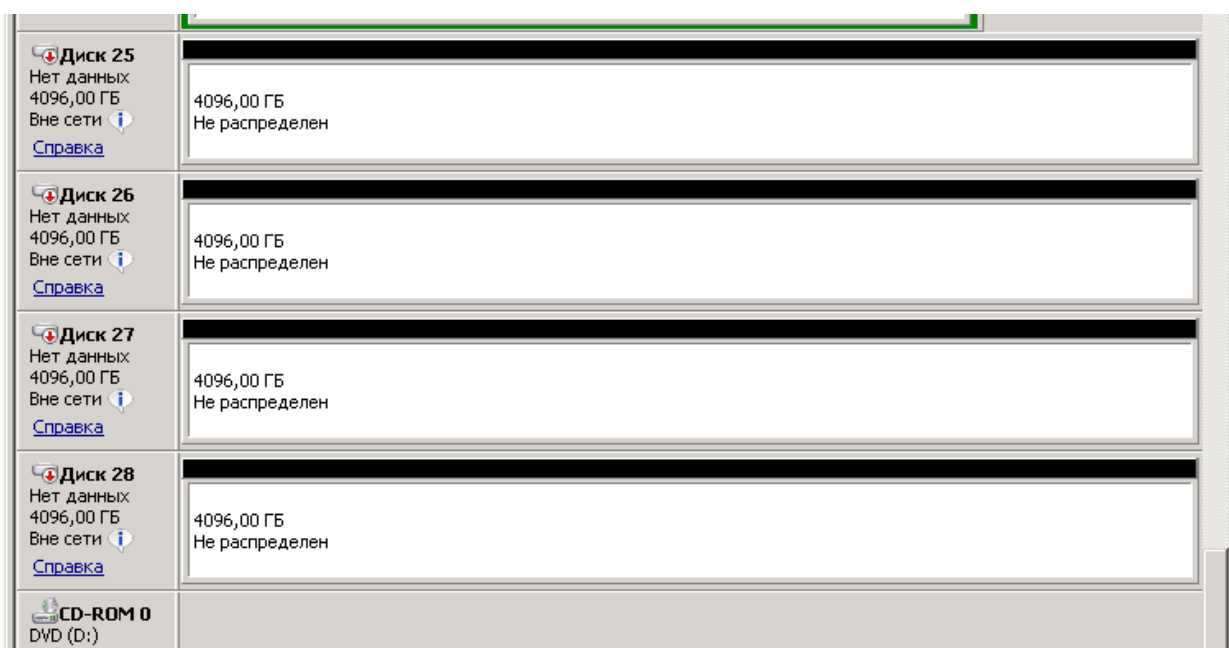 Диск 25
Нет данных
4096,00 ГБ
Вне сети
Справка
4096,00 ГБ
Не распределен
Диск 26
Нет данных
4096,00 ГБ
Вне сети
Справка
4096,00 ГБ
Не распределен
Диск 27
Нет данных
4096,00 ГБ
Вне сети
Справка
4096,00 ГБ
Не распределен
Диск 28
Нет данных
4096,00 ГБ
Вне сети
Справка
4096,00 ГБ
Не распределен
CD-ROM 0
DVD (D:)